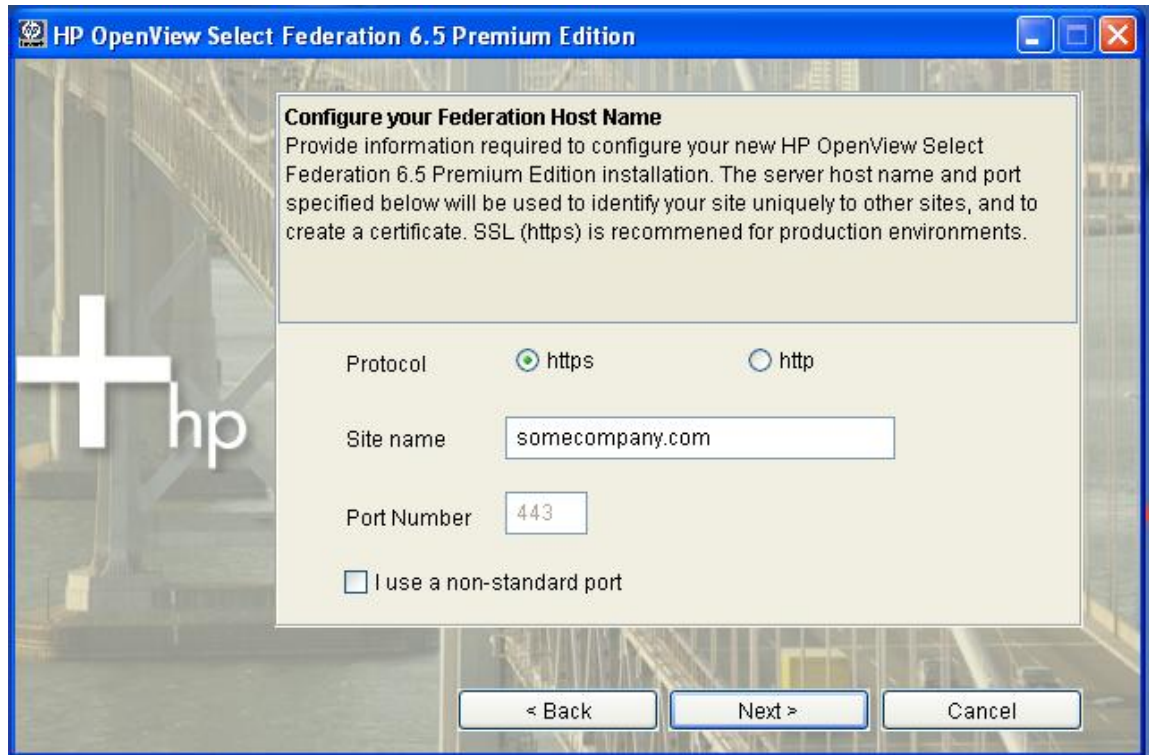 HP OpenView Select Federation 6.5 Premium Edition
Configure your Federation Host Name
Provide information required to configure your new HP OpenView Select
Federation 6.5 Premium Edition installation. The server host name and port
specified below will be used to identify your site uniquely to other sites, and to
create a certificate. SSL (https) is recommened for production environments.
Protocol https http
hp
Site name somecompany.com
Port Number 443
I use a non-standard port
< Back Next > Cancel